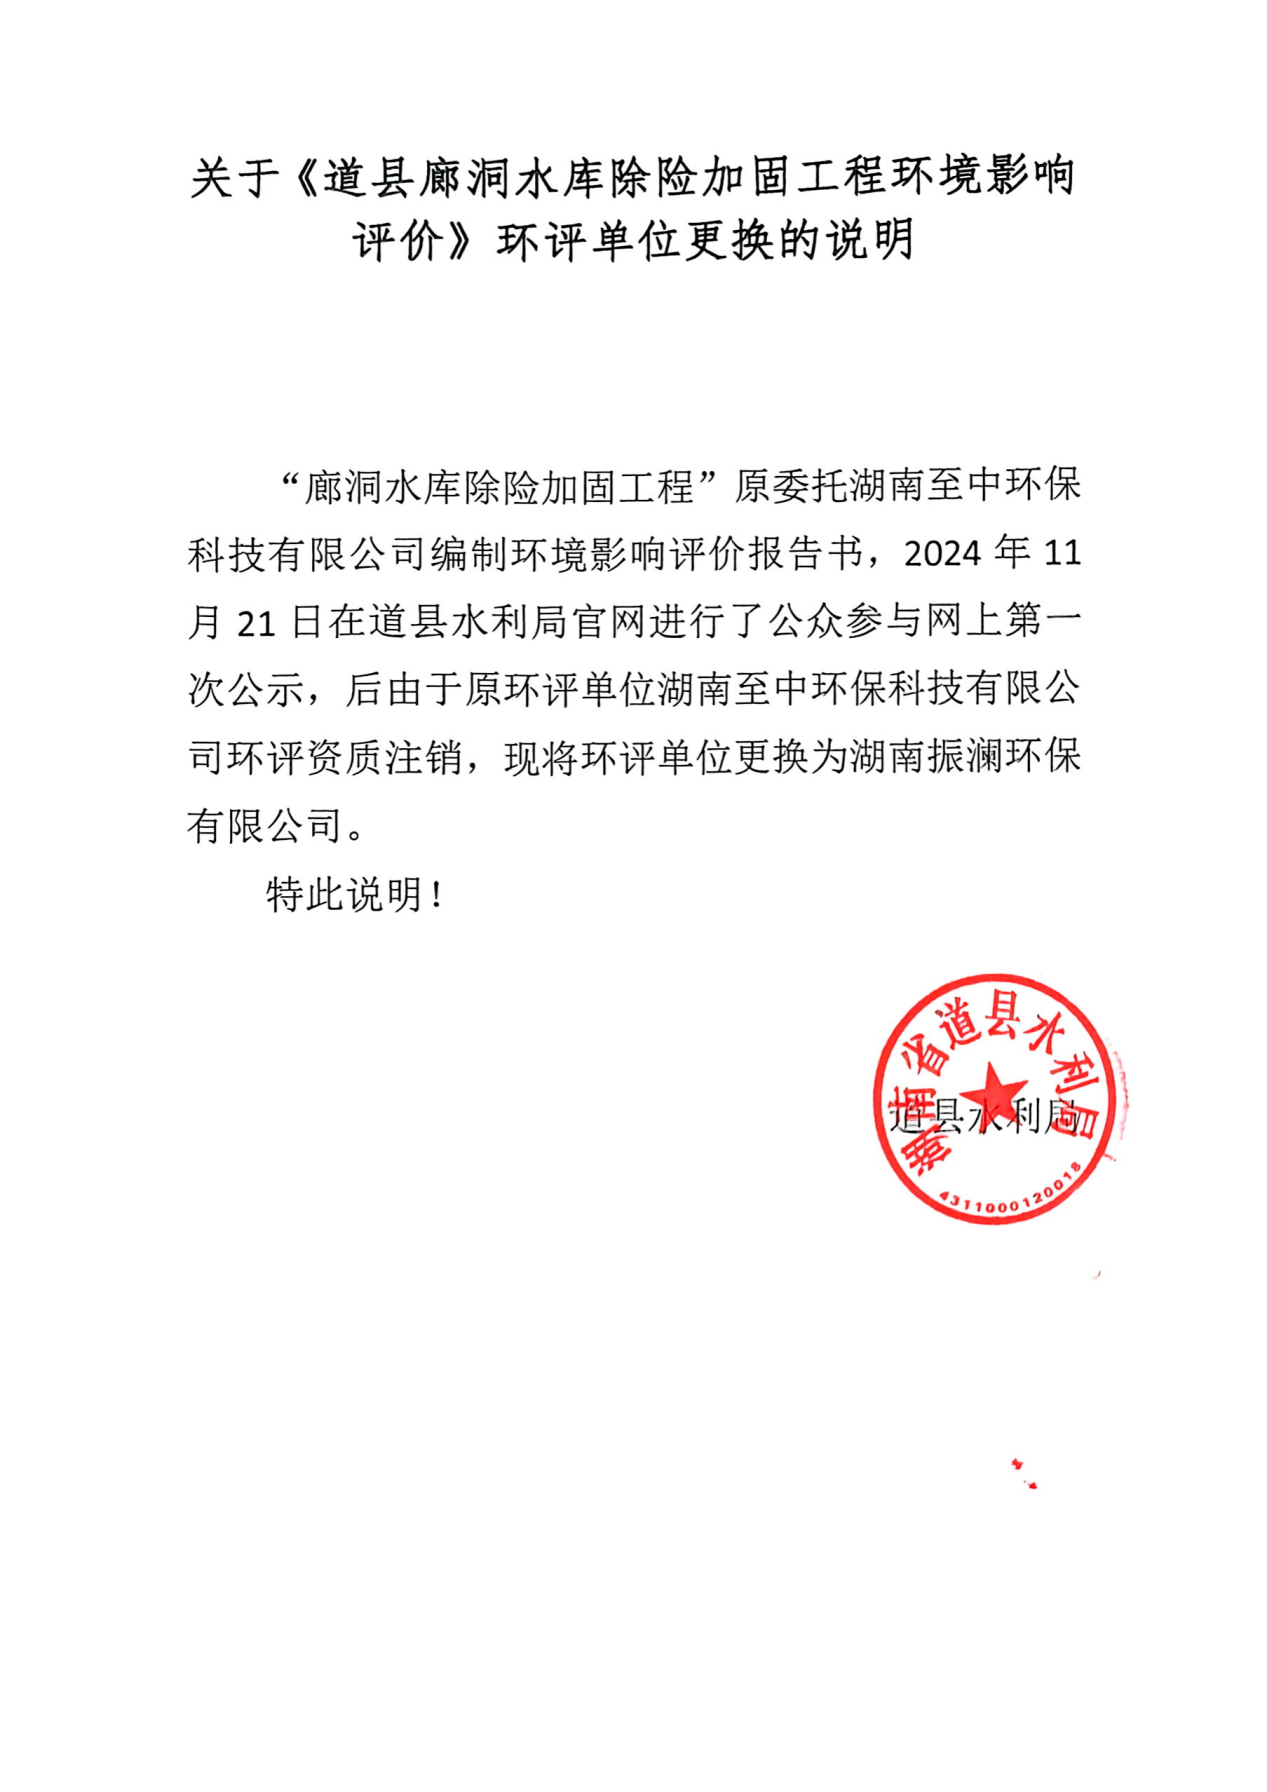 关于《道县廊洞水库除险加固工程环境影响
评价》环评单位更换的说明
“廊洞水库除险加固工程”原委托湖南至中环保
科技有限公司编制环境影响评价报告书，2024 年 11
月 21 日在道县水利局官网进行了公众参与网上第一
次公示，后由于原环评单位湖南至中环保科技有限公
司环评资质注销，现将环评单位更换为湖南振澜环保
有限公司。
特此说明！
湖南省道县水利局
道县水利局
4311000120018